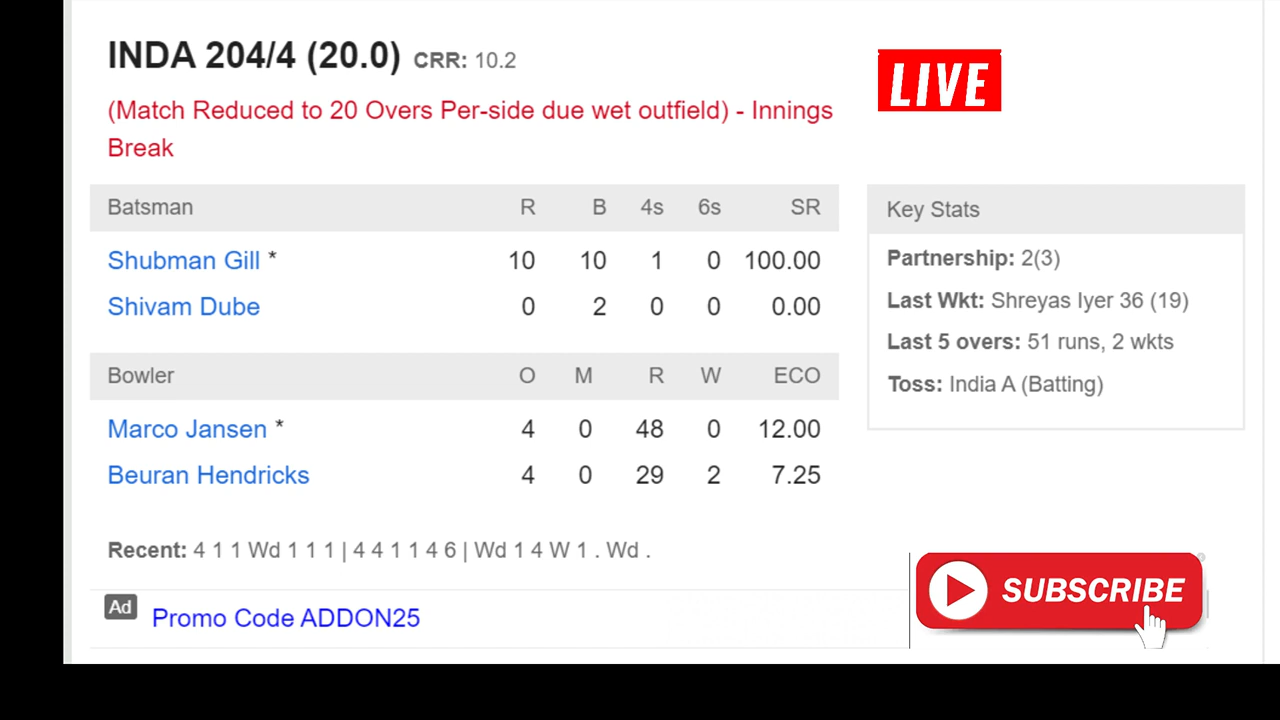 INDA 204/4 (20.0) CRR: 10.2
LIVE
(Match Reduced to 20 Overs Per-side due wet outfield) - Innings
Break
Batsman R B 4s 6s SR
Shubman Gill * 10 10 1 0 100.00
Shivam Dube 0 2 0 0 0.00
Bowler O M R W ECO
Marco Jansen * 4 0 48 0 12.00
Beuran Hendricks 4 0 29 2 7.25
Key Stats
Partnership: 2(3)
Last Wkt: Shreyas Iyer 36 (19)
Last 5 overs: 51 runs, 2 wkts
Toss: India A (Batting)
Recent: 4 1 1 Wd 1 1 1 | 4 4 1 1 4 6 | Wd 1 4 W 1 . Wd .
Ad Promo Code ADDON25
SUBSCRIBE